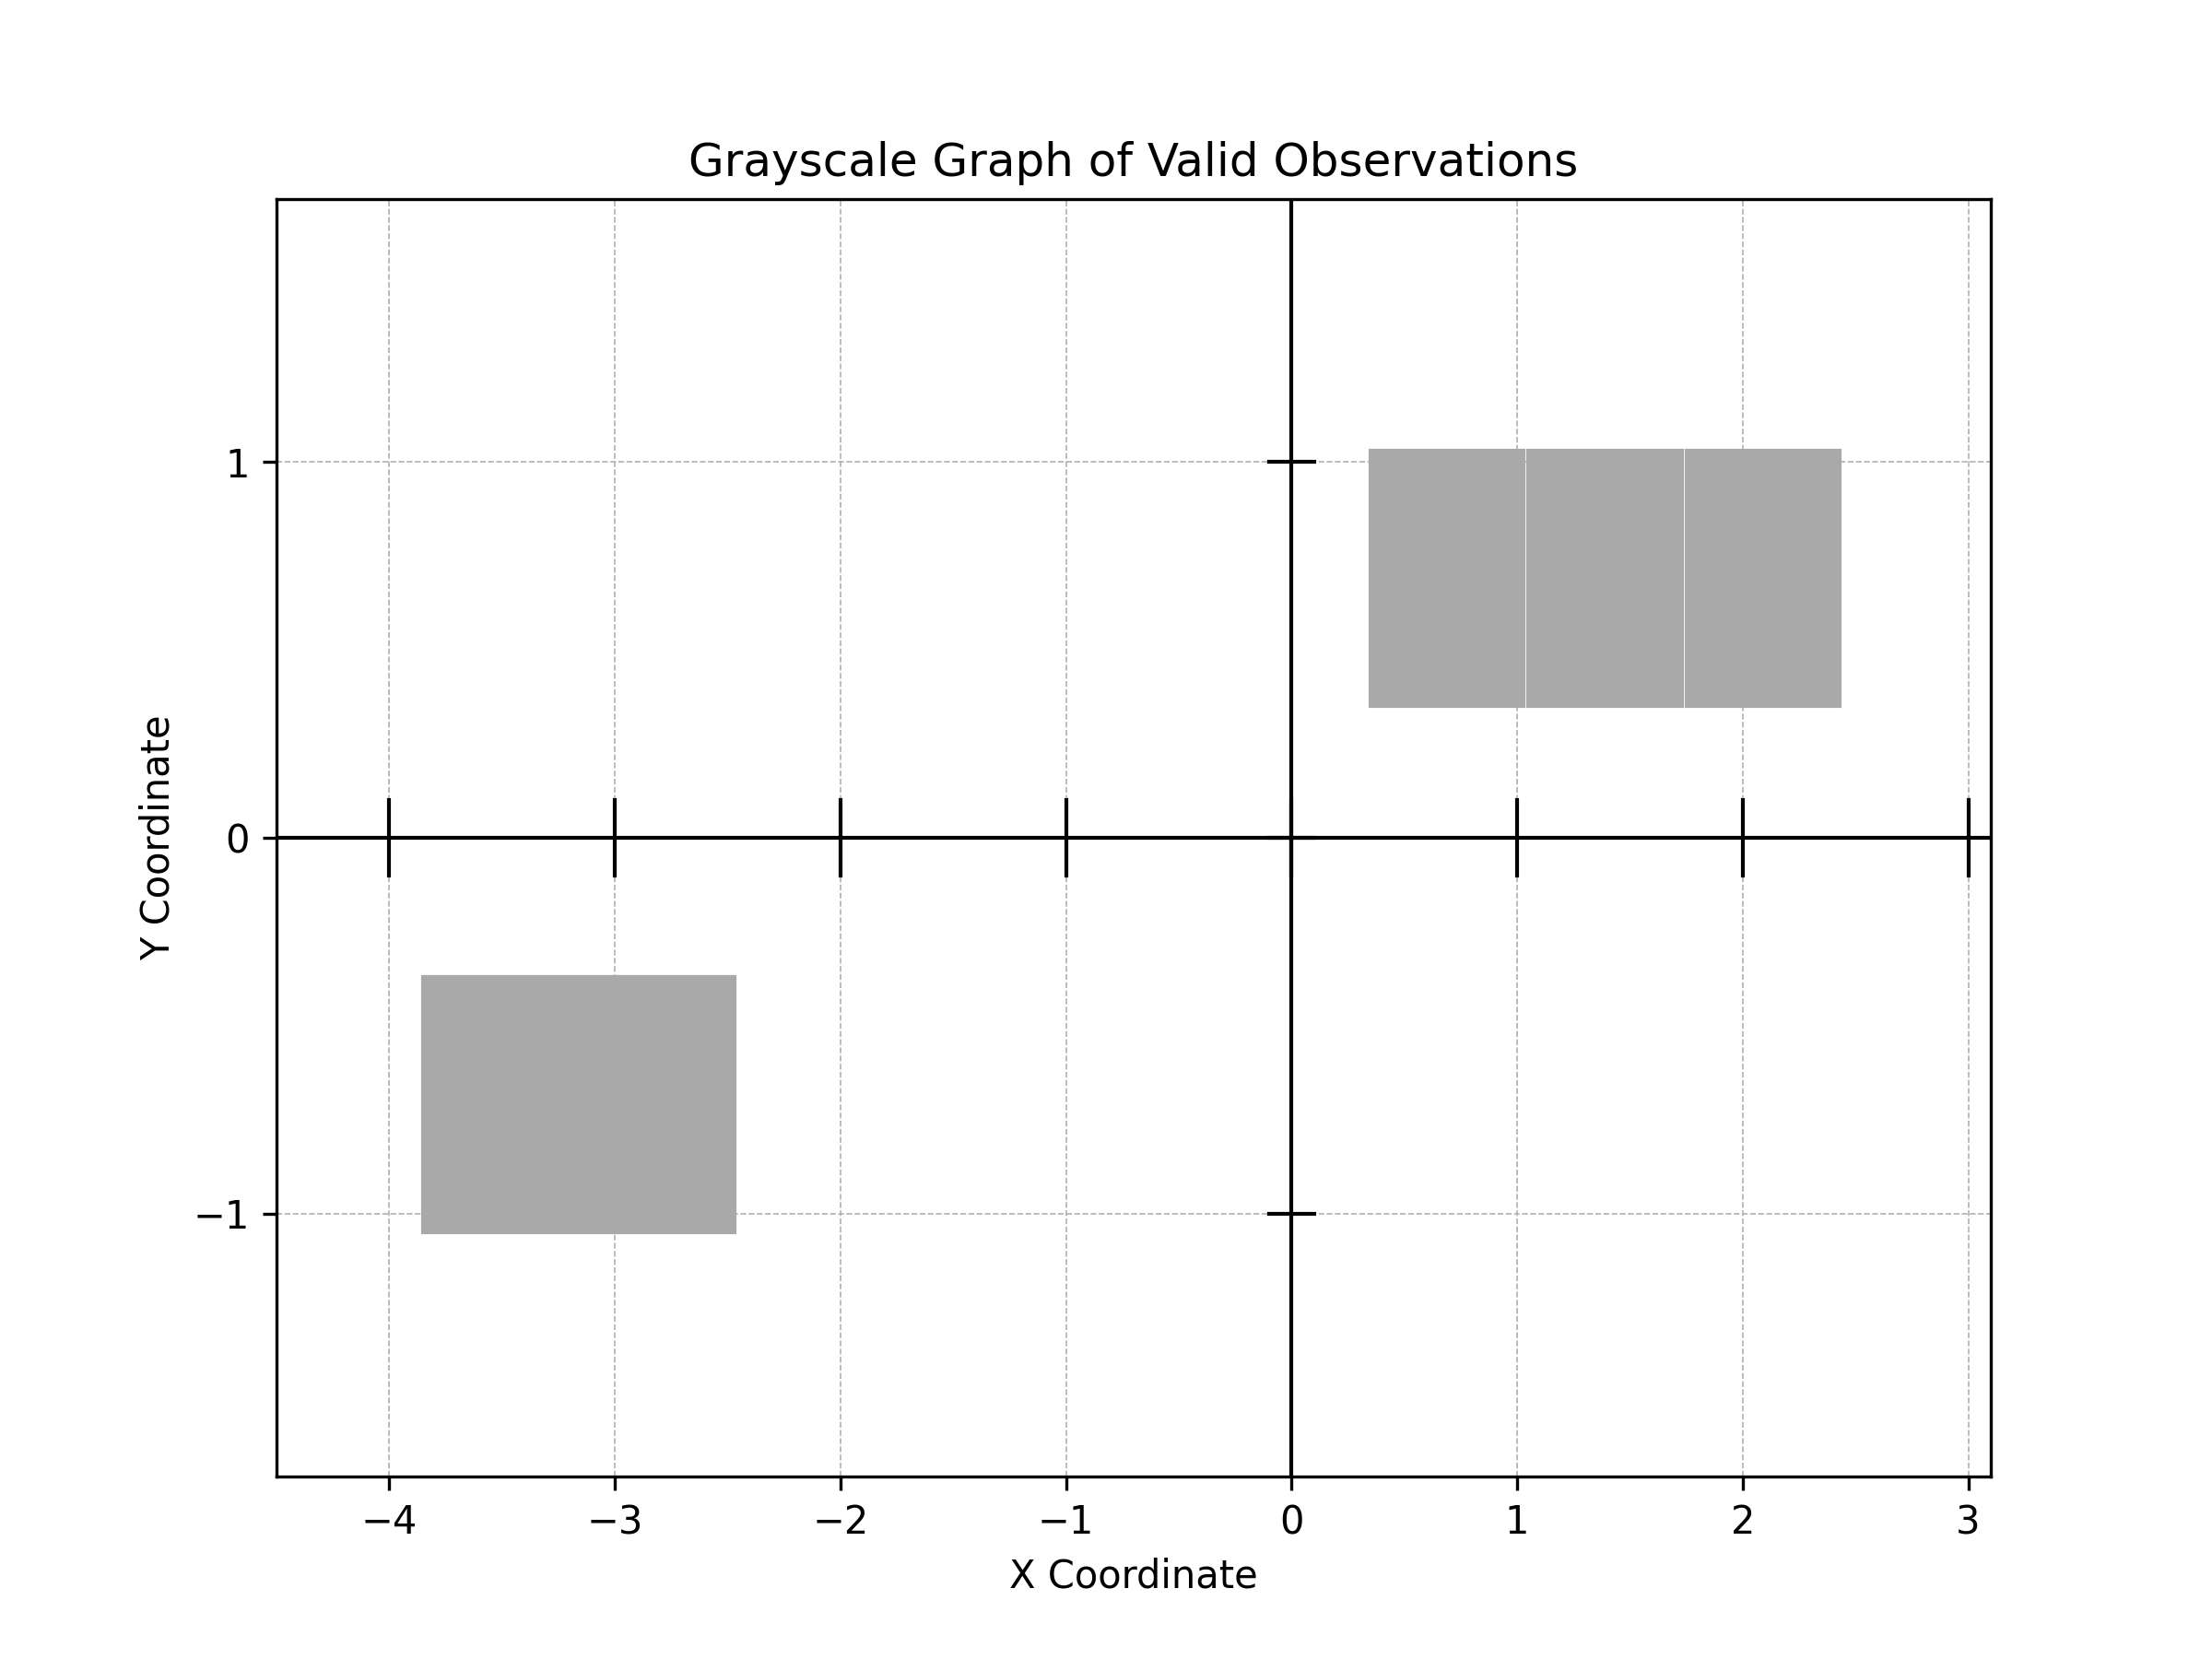 Grayscale Graph of Valid Observations
1
0
−1
Y Coordinate
−4 −3 −2 −1 0 1 2 3
X Coordinate